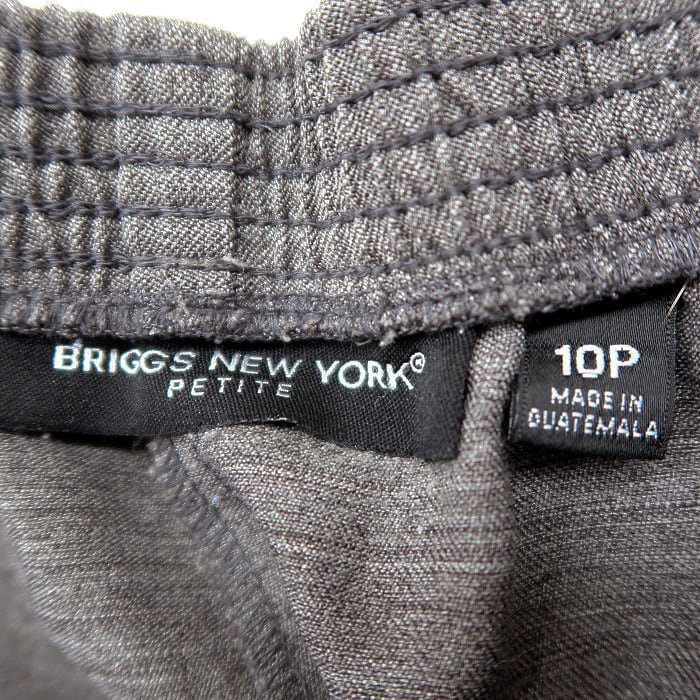 BRIGGS NEW YORK®
PETITE
10P
MADE IN
GUATEMALA